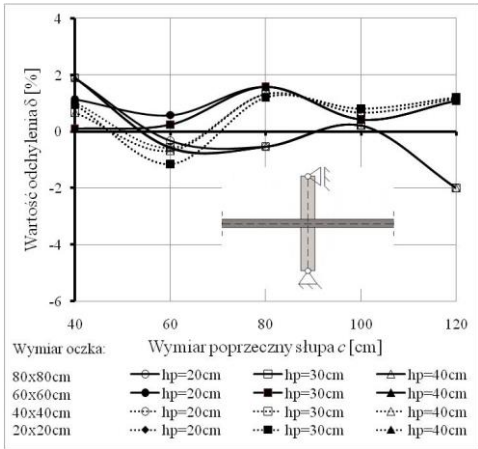 Wartość odchylenia δ [%]
4
2
0
-2
-4
-6
40 60 80 100 120
Wymiar oczka: Wymiar poprzeczny słupa c [cm]
80x80cm hp=20cm hp=30cm hp=40cm
60x60cm hp=20cm hp=30cm hp=40cm
40x40cm hp=20cm hp=30cm hp=40cm
20x20cm hp=20cm hp=30cm hp=40cm